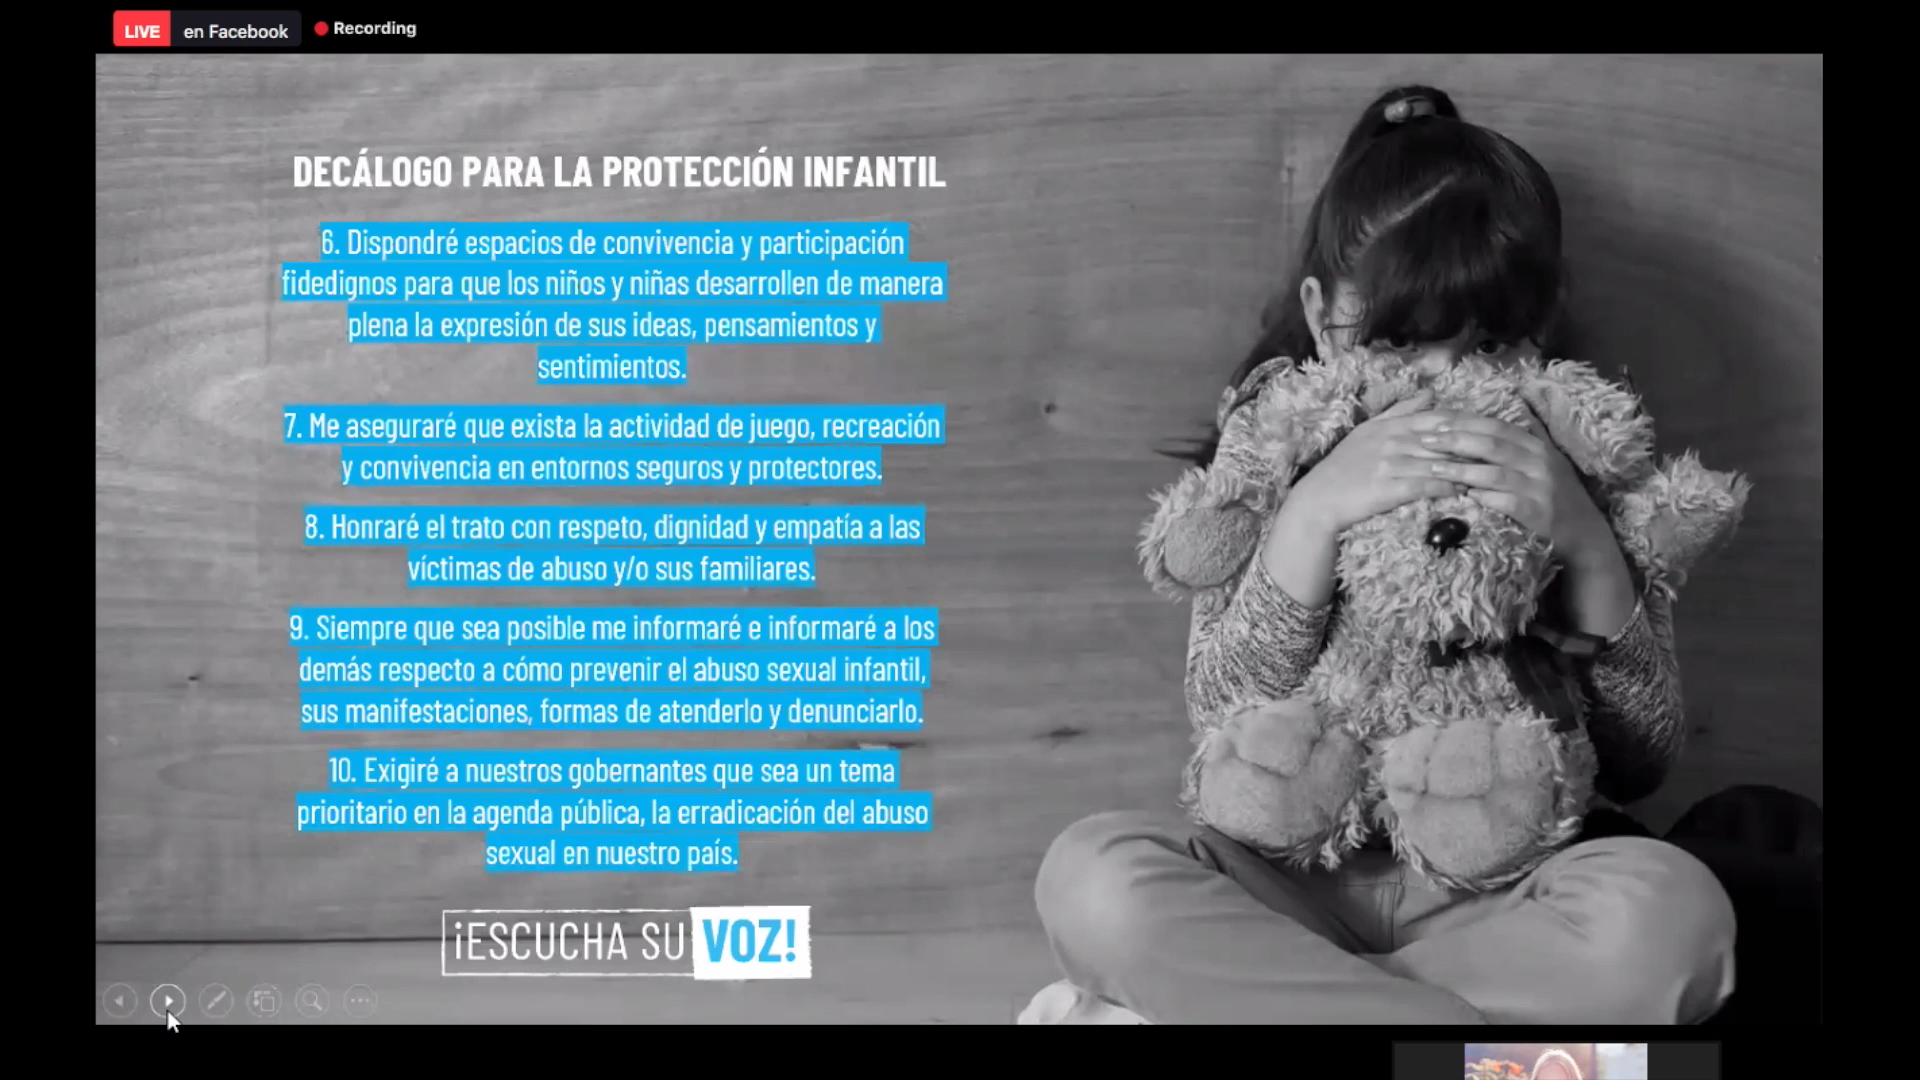 LIVE en Facebook Recording
DECÁLOGO PARA LA PROTECCIÓN INFANTIL
6. Dispondré espacios de convivencia y participación
fidedignos para que los niños y niñas desarrollen de manera
plena la expresión de sus ideas, pensamientos y
sentimientos.
7. Me aseguraré que exista la actividad de juego, recreación
y convivencia en entornos seguros y protectores.
8. Honraré el trato con respeto, dignidad y empatía a las
víctimas de abuso y/o sus familiares.
9. Siempre que sea posible me informaré e informaré a los
demás respecto a cómo prevenir el abuso sexual infantil,
sus manifestaciones, formas de atenderlo y denunciarlo.
10. Exigiré a nuestros gobernantes que sea un tema
prioritario en la agenda pública, la erradicación del abuso
sexual en nuestro país.
¡ESCUCHA SU VOZ!